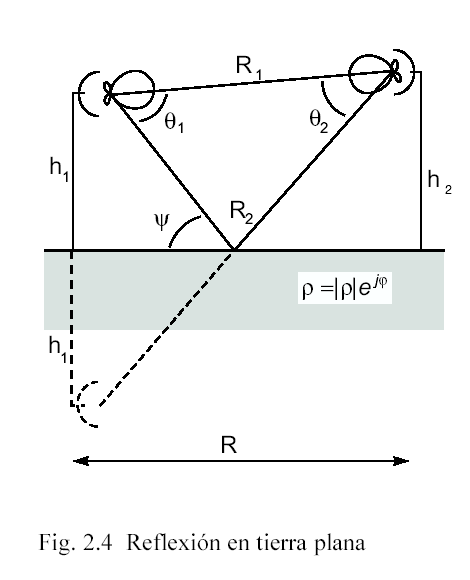 R₁
θ₁
θ₂
h₁
h₂
ψ
R₂
ρ =|ρ|e^{jφ}
h₁
R
Fig. 2.4 Reflexión en tierra plana